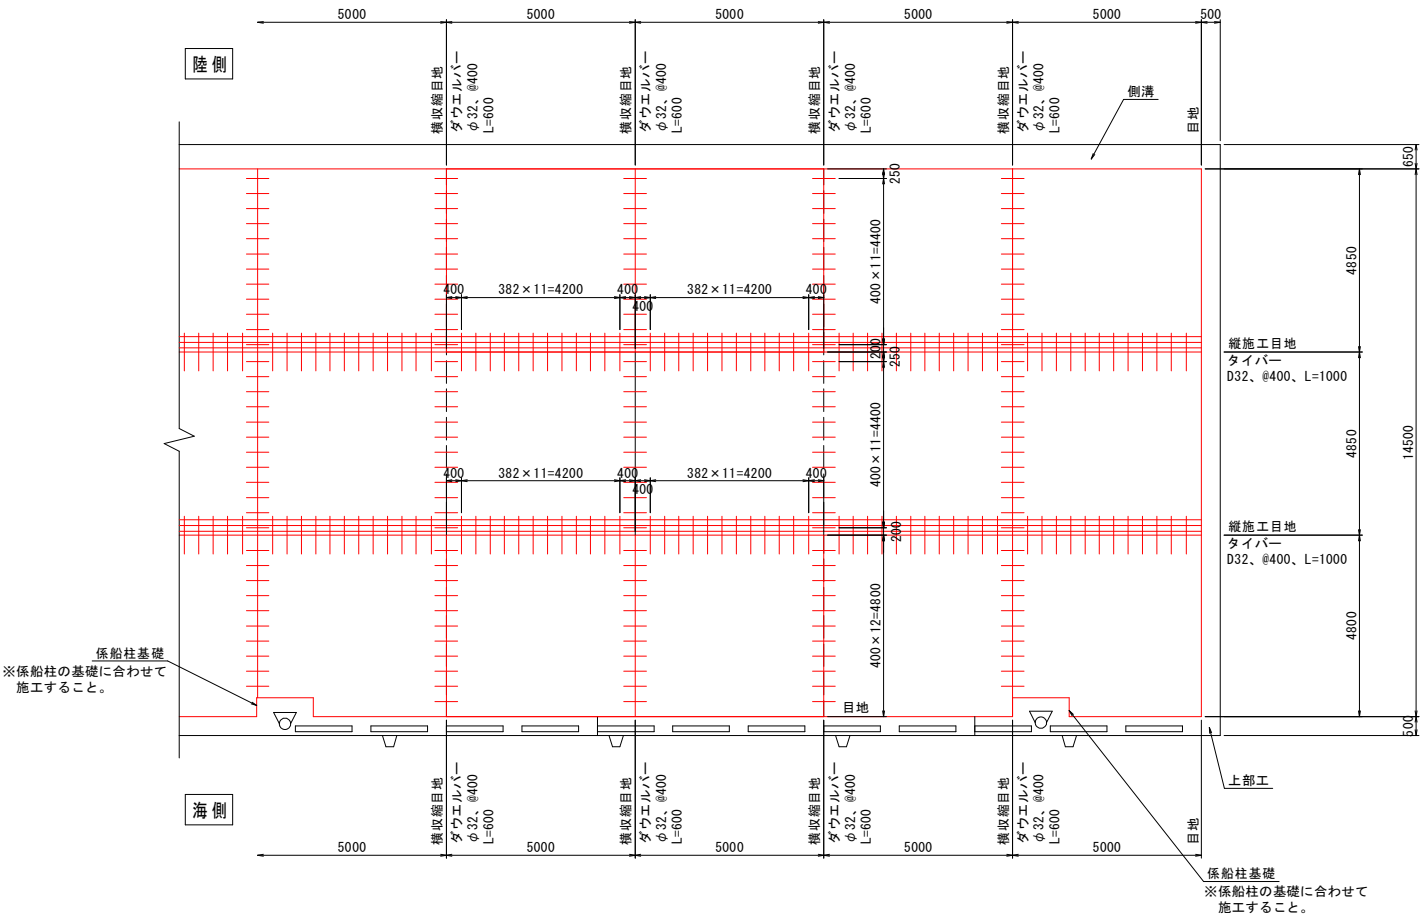 5000
5000
5000
5000
5000
500
陸側
横収縮目地
ダウエルバー
φ32、@400
L=600
横収縮目地
ダウエルバー
φ32、@400
L=600
横収縮目地
ダウエルバー
φ32、@400
L=600
横収縮目地
ダウエルバー
φ32、@400
L=600
目地
側溝
650
250
400×11=4400
4850
400
382×11=4200
400
400
382×11=4200
400
200
250
縦施工目地
タイバー
D32、@400、L=1000
400×11=4400
4850
14500
400
382×11=4200
400
400
382×11=4200
400
200
縦施工目地
タイバー
D32、@400、L=1000
400×12=4800
4800
係船柱基礎
※係船柱の基礎に合わせて
施工すること。
目地
500
上部工
海側
横収縮目地
ダウエルバー
φ32、@400
L=600
横収縮目地
ダウエルバー
φ32、@400
L=600
横収縮目地
ダウエルバー
φ32、@400
L=600
横収縮目地
ダウエルバー
φ32、@400
L=600
目地
5000
5000
5000
5000
5000
係船柱基礎
※係船柱の基礎に合わせて
施工すること。